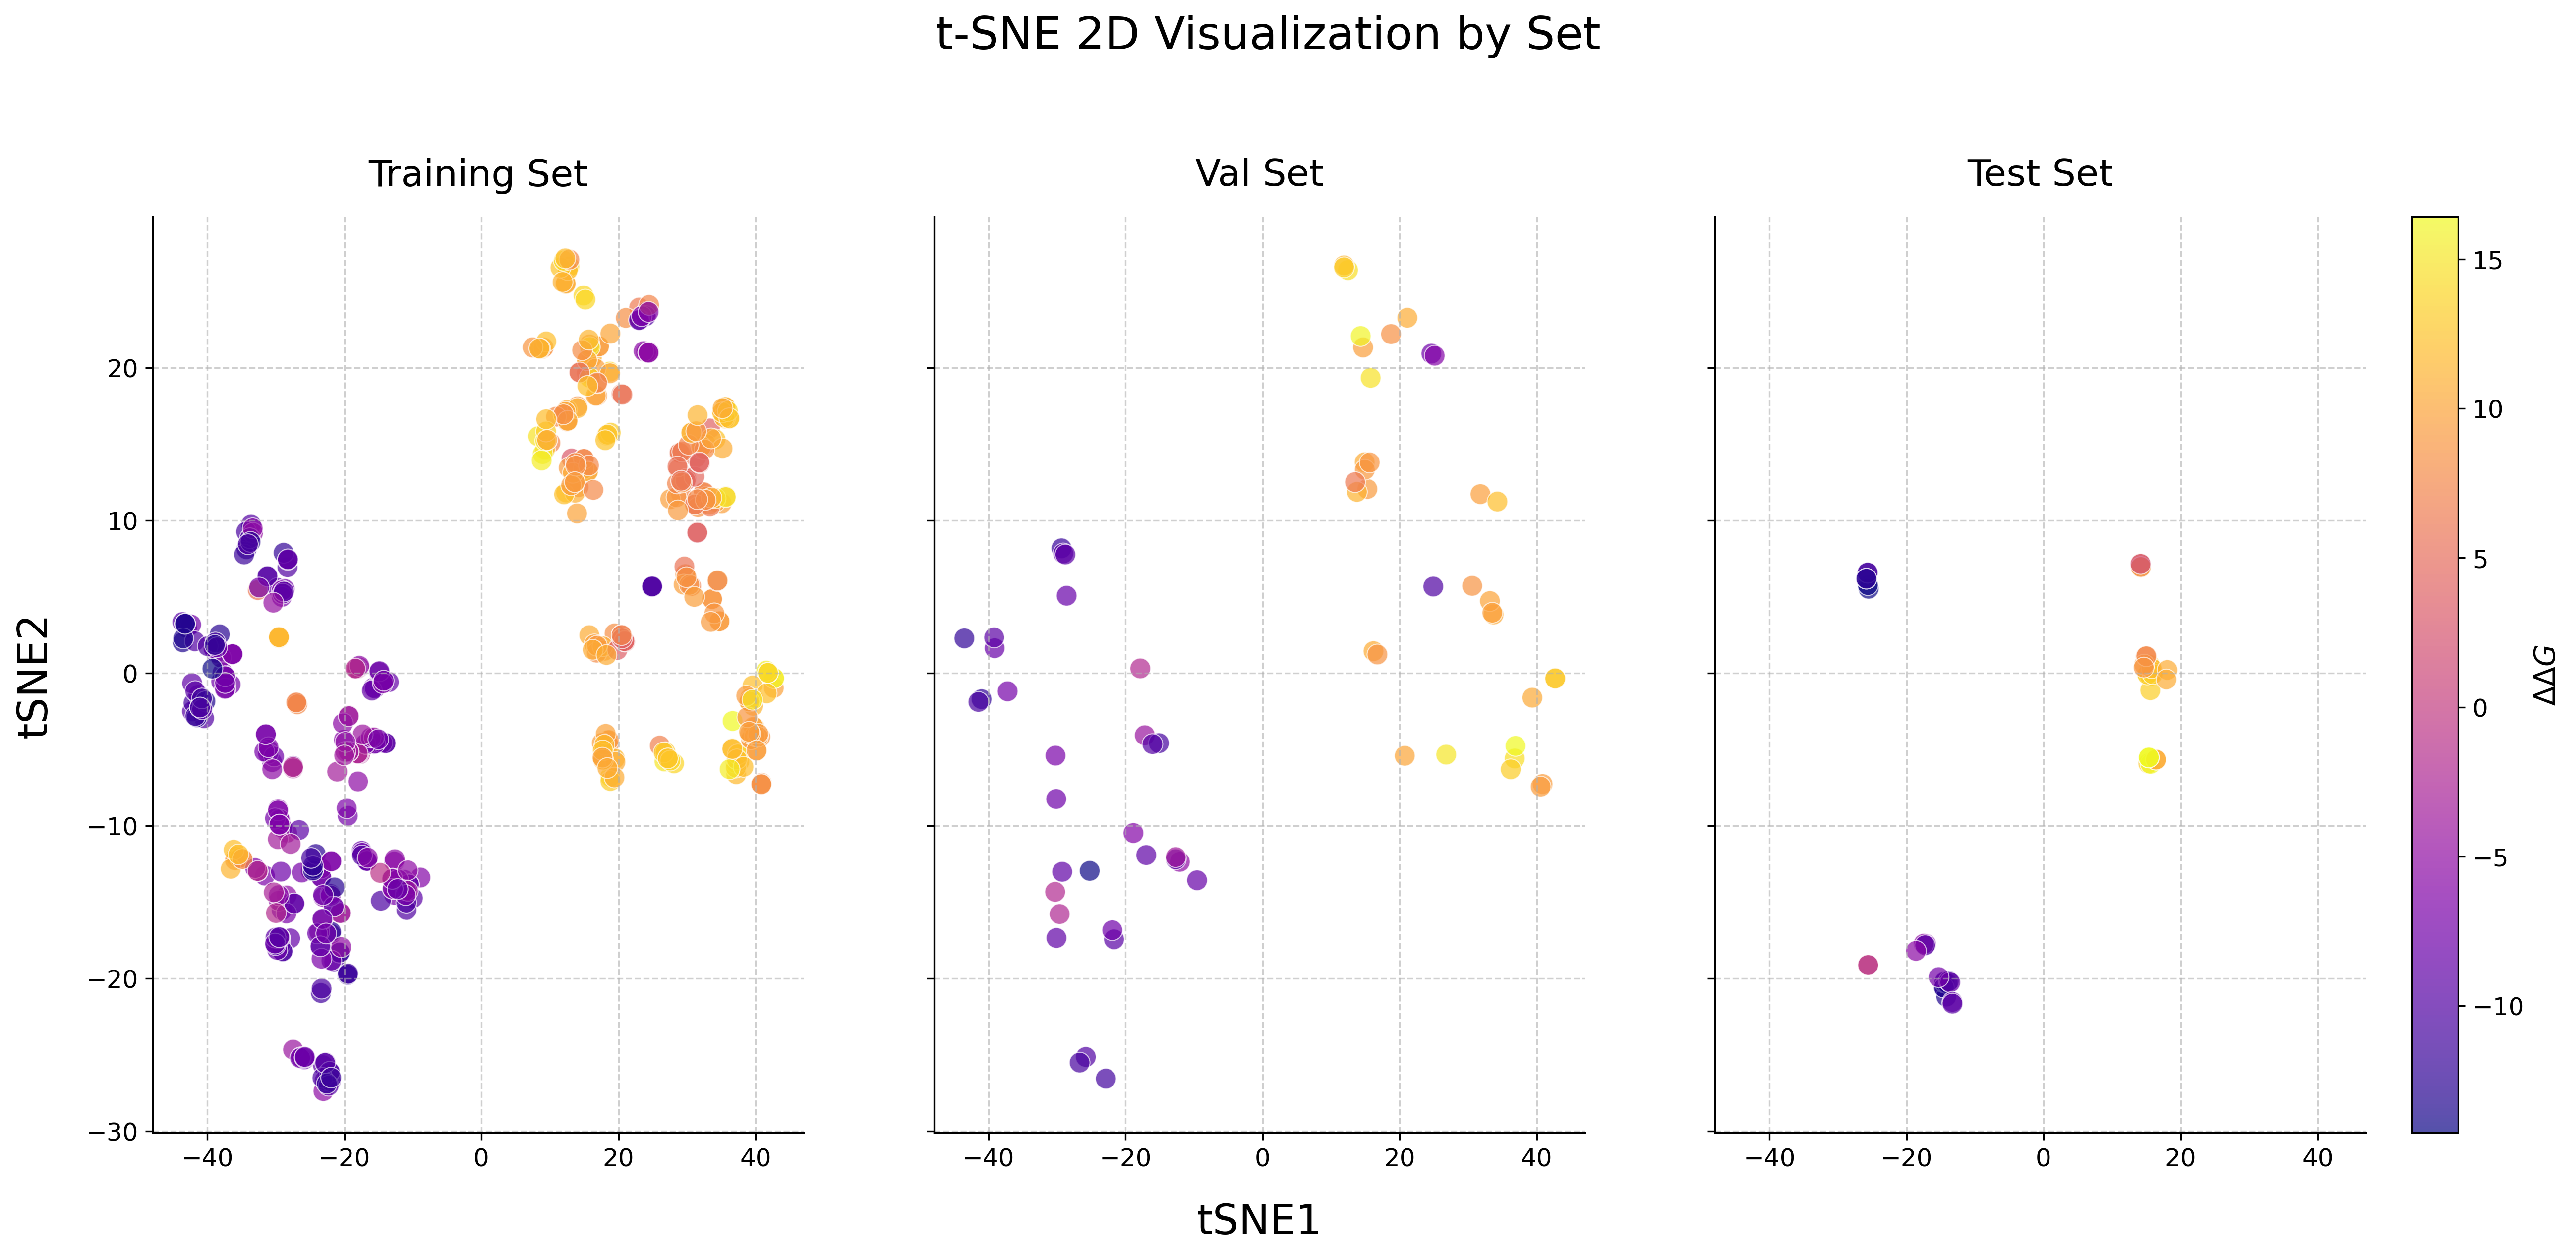 t-SNE 2D Visualization by Set
Training Set
Val Set
Test Set
tSNE2
20
10
0
−10
−20
−30
−40 −20 0 20 40
−40 −20 0 20 40
−40 −20 0 20 40
tSNE1
15
10
5
0
−5
−10
ΔΔG